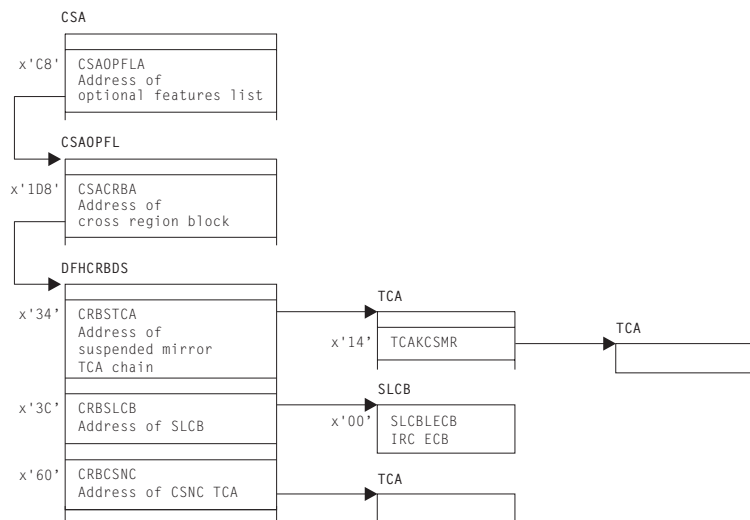 CSA
x'C8' CSAOPFLA
Address of
optional features list
CSAOPFL
x'1D8' CSACRBA
Address of
cross region block
DFHCRBDS
x'34’ CRBSTCA
Address of
suspended mirror
TCA chain
TCA
x'14’ TCAKCSMR
TCA
x'3C’ CRBSLCB
Address of SLCB
SLCB
x'00’ SLCBLECB
IRC ECB
x'60’ CRBCSNC
Address of CSNC TCA
TCA